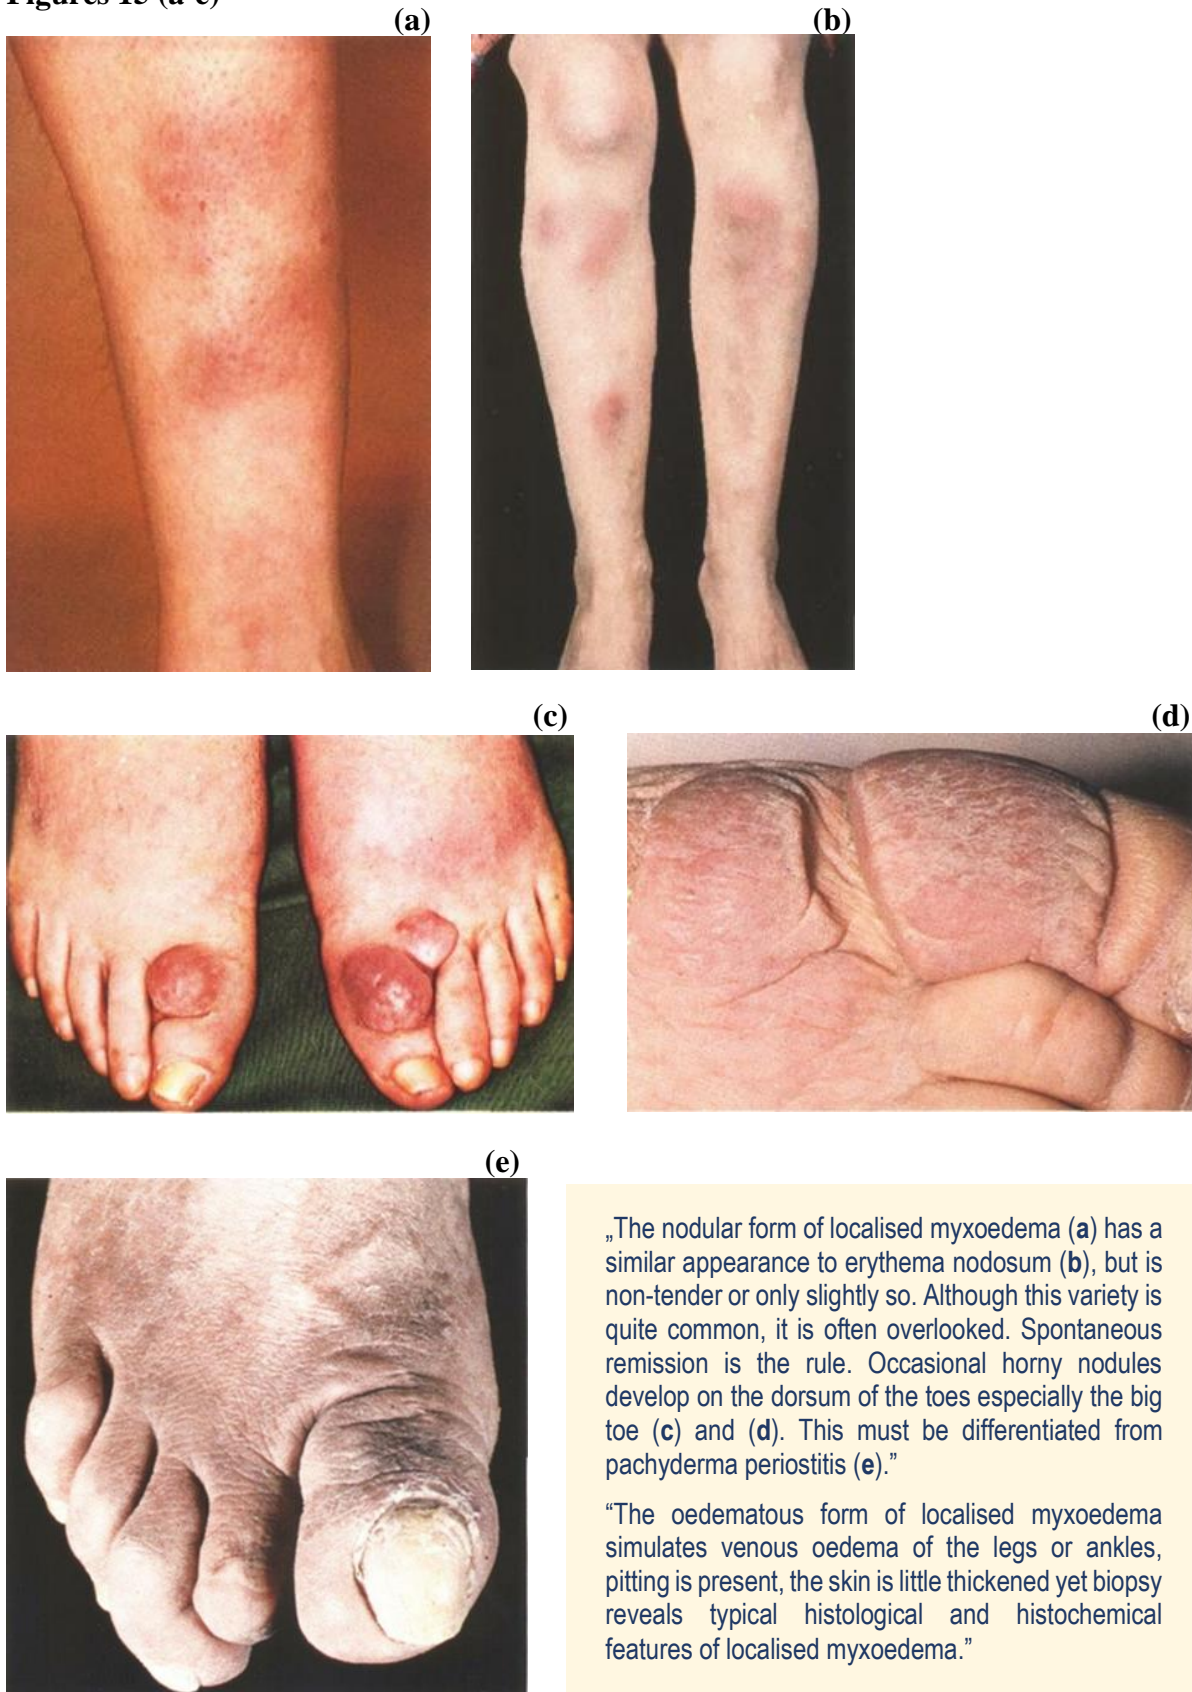 Figures 15 (a-e)
(a)
(b)
(c)
(d)
(e)
„The nodular form of localised myxoedema (a) has a
similar appearance to erythema nodosum (b), but is
non-tender or only slightly so. Although this variety is
quite common, it is often overlooked. Spontaneous
remission is the rule. Occasional horny nodules
develop on the dorsum of the toes especially the big
toe (c) and (d). This must be differentiated from
pachyderma periostitis (e).”
“The oedematous form of localised myxoedema
simulates venous oedema of the legs or ankles,
pitting is present, the skin is little thickened yet biopsy
reveals typical histological and histochemical
features of localised myxoedema.”